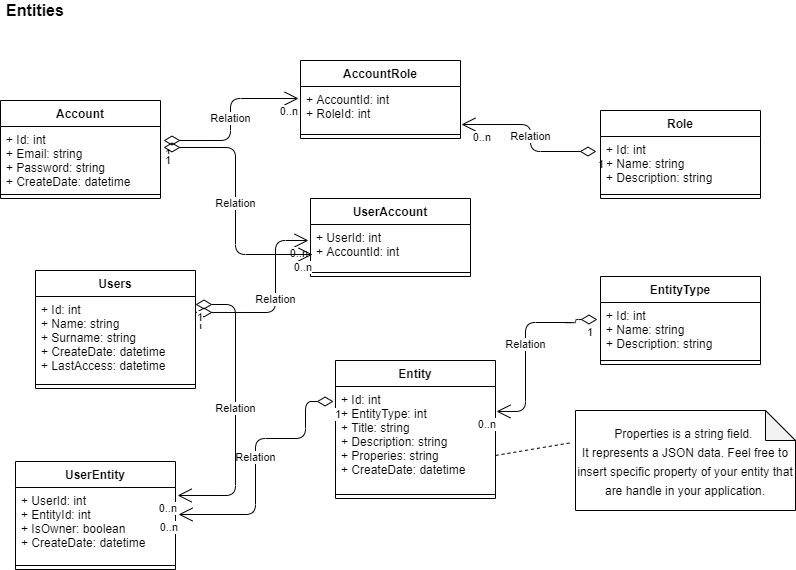 Entities
AccountRole
+ AccountId: int
+ RoleId: int
Account
+ Id: int
+ Email: string
+ Password: string
+ CreateDate: datetime
Role
+ Id: int
+ Name: string
+ Description: string
Relation
0..n
1
Relation
0..n
1
Relation
0..n
1
UserAccount
+ UserId: int
+ AccountId: int
Users
+ Id: int
+ Name: string
+ Surname: string
+ CreateDate: datetime
+ LastAccess: datetime
Relation
0..n
1
EntityType
+ Id: int
+ Name: string
+ Description: string
Relation
0..n
1
Entity
+ Id: int
+ EntityType: int
+ Title: string
+ Description: string
+ Properies: string
+ CreateDate: datetime
Properties is a string field.
It represents a JSON data. Feel free to
insert specific property of your entity that
are handle in your application.
Relation
0..n
Relation
0..n
1
UserEntity
+ UserId: int
+ EntityId: int
+ IsOwner: boolean
+ CreateDate: datetime